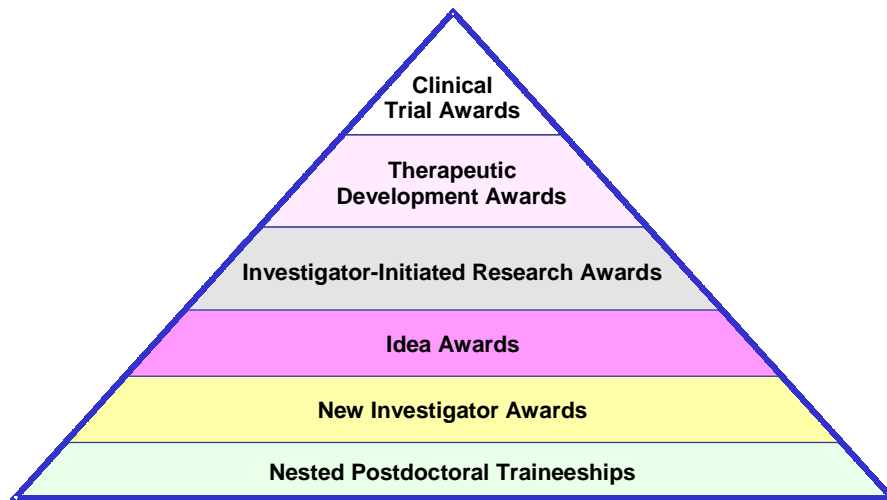 Clinical
Trial Awards
Therapeutic
Development Awards
Investigator-Initiated Research Awards
Idea Awards
New Investigator Awards
Nested Postdoctoral Traineeships